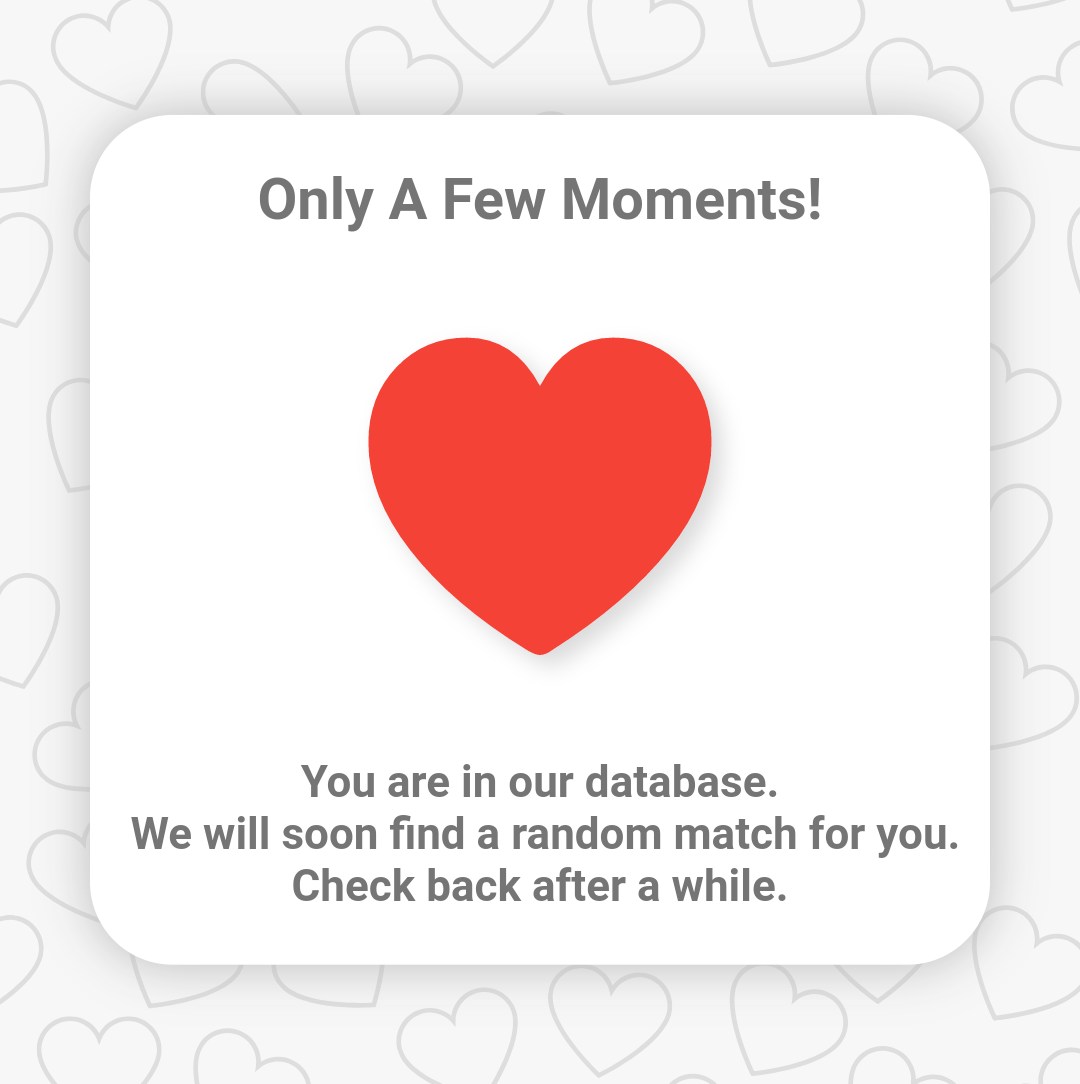 Only A Few Moments!
You are in our database.
We will soon find a random match for you.
Check back after a while.